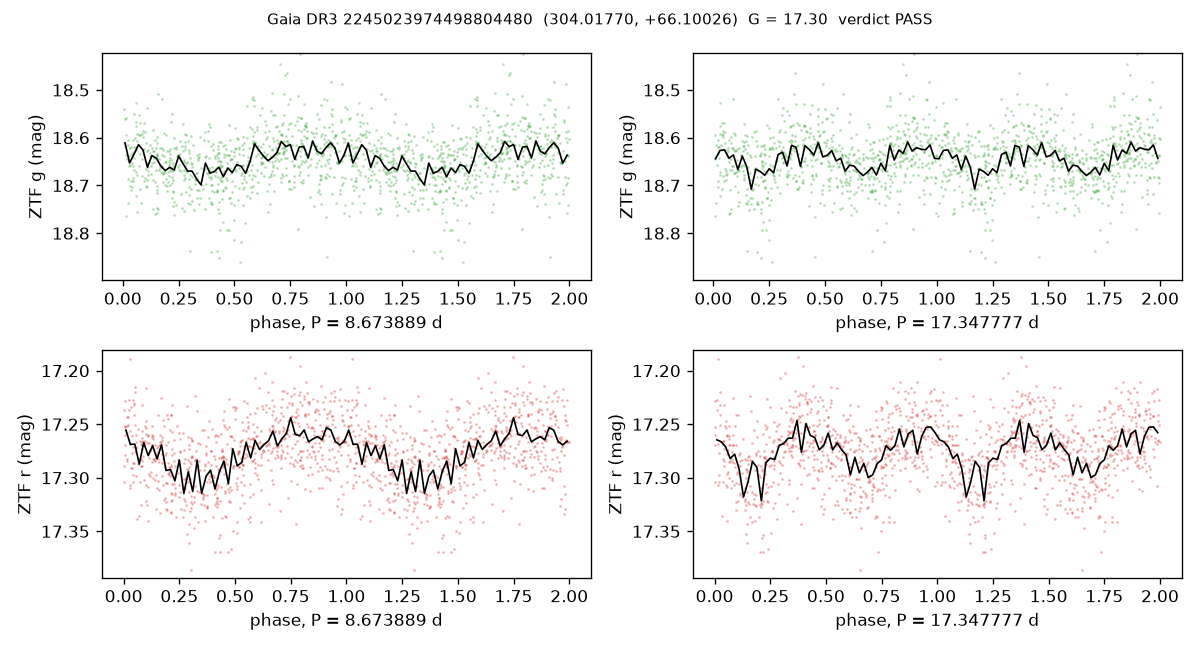 Gaia DR3 2245023974498804480 (304.01770, +66.10026) G = 17.30 verdict PASS
ZTF g (mag)
18.5
18.6
18.7
18.8
0.00 0.25 0.50 0.75 1.00 1.25 1.50 1.75 2.00
phase, P = 8.673889 d
ZTF g (mag)
18.5
18.6
18.7
18.8
0.00 0.25 0.50 0.75 1.00 1.25 1.50 1.75 2.00
phase, P = 17.347777 d
ZTF r (mag)
17.20
17.25
17.30
17.35
0.00 0.25 0.50 0.75 1.00 1.25 1.50 1.75 2.00
phase, P = 8.673889 d
ZTF r (mag)
17.20
17.25
17.30
17.35
0.00 0.25 0.50 0.75 1.00 1.25 1.50 1.75 2.00
phase, P = 17.347777 d